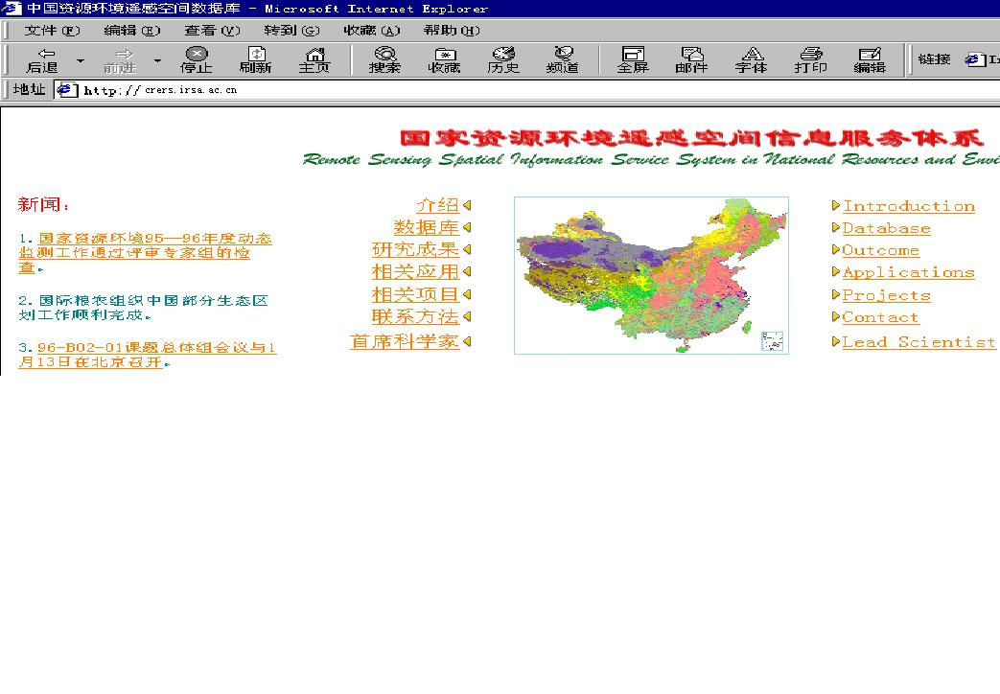 中国资源环境遥感空间数据库 - Microsoft Internet Explorer
文件(F) 编辑(E) 查看(V) 转到(G) 收藏(A) 帮助(H)
后退 前进 停止 刷新 主页 搜索 收藏 历史 频道 全屏 邮件 字体 打印 编辑 链接
地址 http://crers.irsa.ac.cn
国家资源环境遥感空间信息服务体系
Remote Sensing Spatial Information Service System in National Resources and Envi
新闻：
1.国家资源环境95—96年度动态
监测工作通过评审专家组的检
查。
2.国际粮农组织中国部分生态区
划工作顺利完成。
3.96-B02-01课题总体组会议与1
月13日在北京召开。
介绍
数据库
研究成果
相关应用
相关项目
联系方法
首席科学家
Introduction
Database
Outcome
Applications
Projects
Contact
Lead Scientist